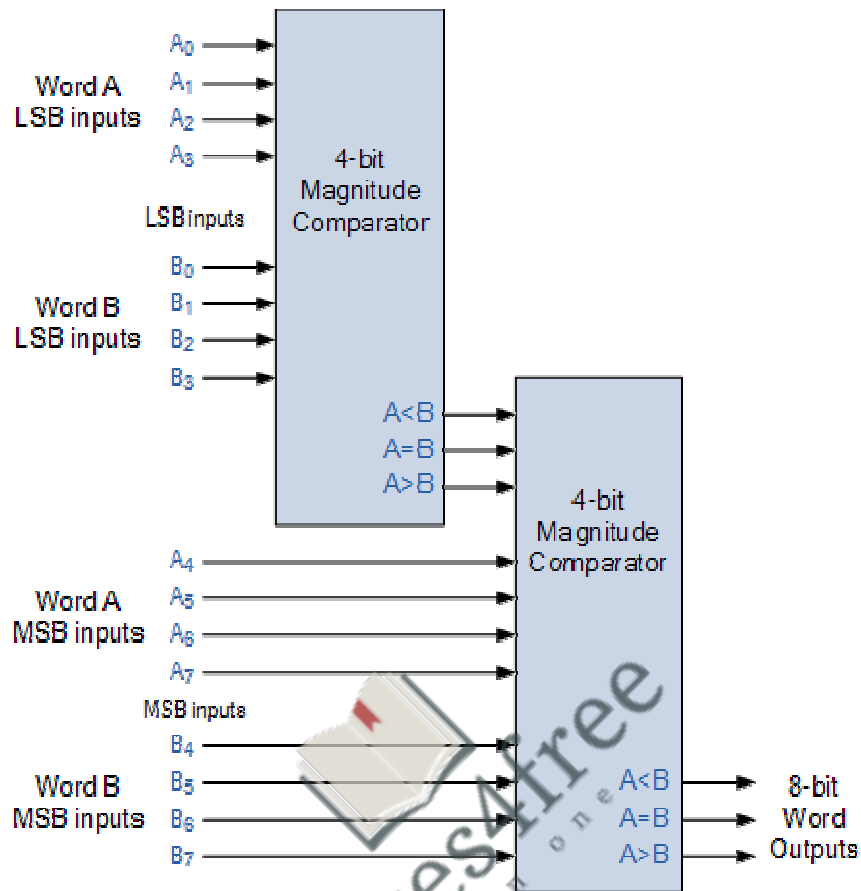 A0
A1
Word A
LSB inputs
A2
A3
4-bit
Magnitude
Comparator
LSB inputs
B0
B1
Word B
LSB inputs
B2
B3
A<B
A=B
A>B
4-bit
Magnitude
Comparator
A4
A5
Word A
MSB inputs
A6
A7
MSB inputs
B4
B5
Word B
MSB inputs
B6
B7
A<B
A=B
A>B
8-bit
Word
Outputs